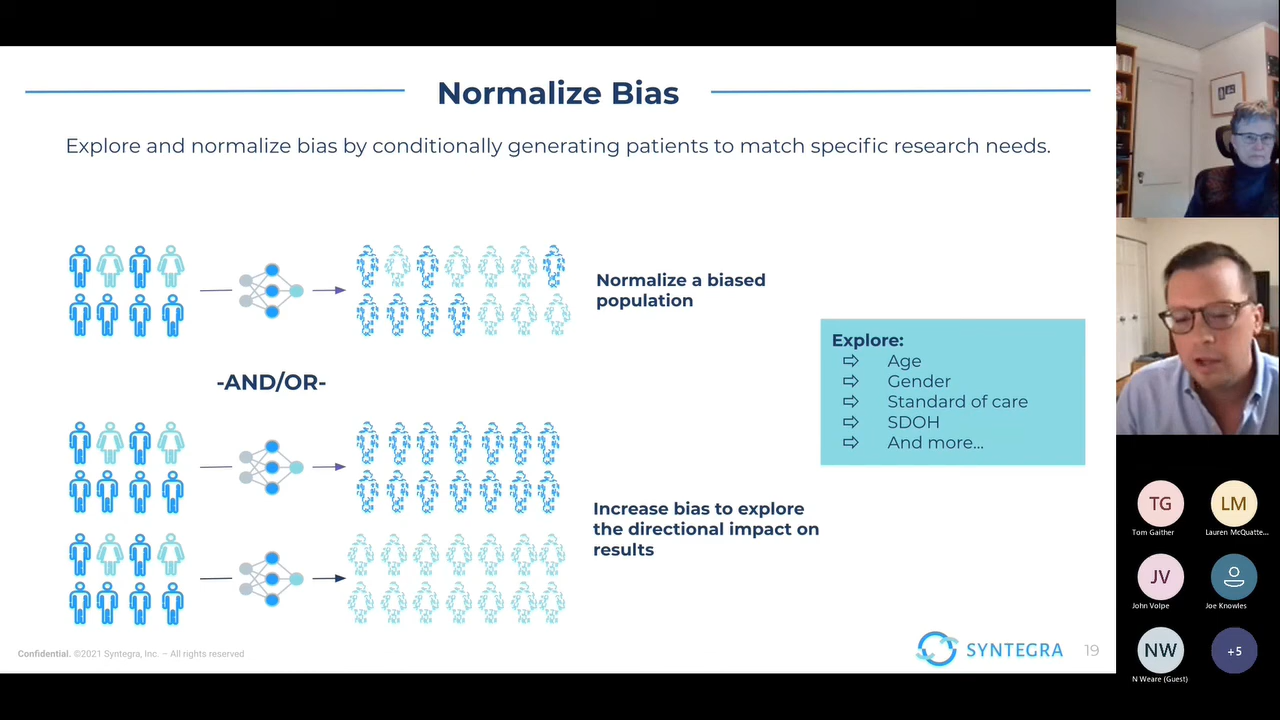 Normalize Bias
Explore and normalize bias by conditionally generating patients to match specific research needs.
Normalize a biased
population
-AND/OR-
Increase bias to explore
the directional impact on
results
Explore:
⇨ Age
⇨ Gender
⇨ Standard of care
⇨ SDOH
⇨ And more...
Confidential. ©2021 Syntegra, Inc. – All rights reserved
SYNTEGRA
19
TG
LM
Tom Gaither
Lauren McQuatte...
JV
John Volpe
Joe Knowles
NW
+5
N Weare (Guest)